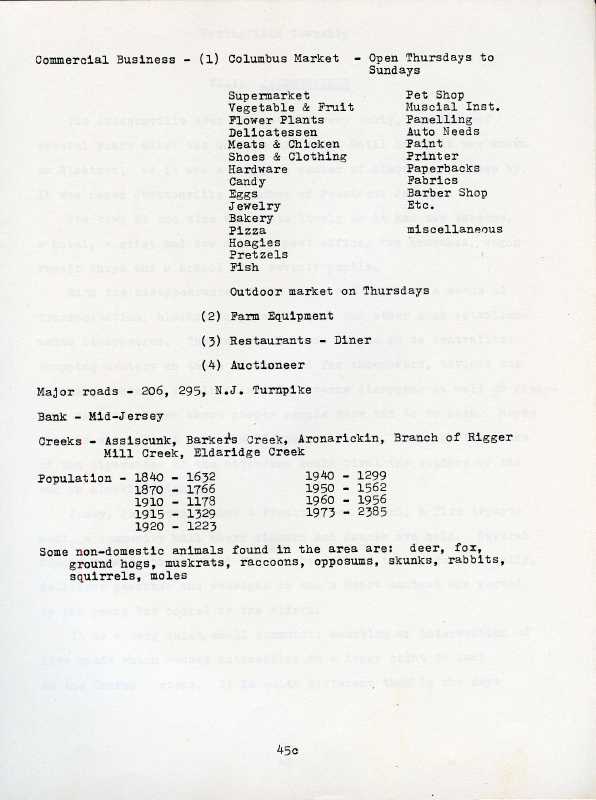 Commercial Business - (1) Columbus Market - Open Thursdays to
Sundays
Supermarket
Vegetable & Fruit
Flower Plants
Delicatessen
Meats & Chicken
Shoes & Clothing
Hardware
Candy
Eggs
Jewelry
Bakery
Pizza
Hoagies
Pretzels
Fish
Pet Shop
Muscial Inst.
Panelling
Auto Needs
Paint
Printer
Paperbacks
Fabrics
Barber Shop
Etc.
miscellaneous
Outdoor market on Thursdays
(2) Farm Equipment
(3) Restaurants - Diner
(4) Auctioneer
Major roads - 206, 295, N.J. Turnpike
Bank - Mid-Jersey
Creeks - Assiscunk, Barker's Creek, Aronarickin, Branch of Rigger
Mill Creek, Eldaridge Creek
Population - 1840 - 1632
1870 - 1766
1910 - 1178
1915 - 1329
1920 - 1223
1940 - 1299
1950 - 1562
1960 - 1956
1973 - 2385
Some non-domestic animals found in the area are: deer, fox,
ground hogs, muskrats, raccoons, opposums, skunks, rabbits,
squirrels, moles
45c